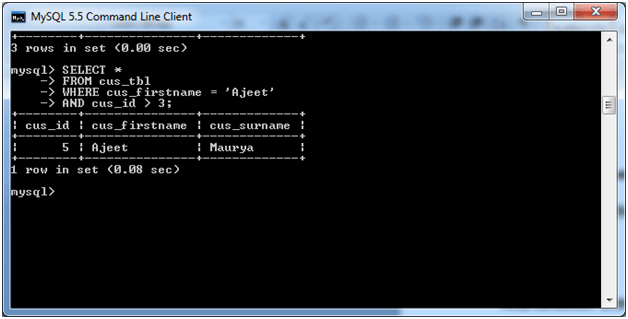 MySQL 5.5 Command Line Client
+--------+---------------+-------------+
3 rows in set (0.00 sec)
mysql> SELECT *
    -> FROM cus_tbl
    -> WHERE cus_firstname = 'Ajeet'
    -> AND cus_id > 3;
+--------+---------------+-------------+
| cus_id | cus_firstname | cus_surname |
+--------+---------------+-------------+
|      5 | Ajeet         | Maurya      |
+--------+---------------+-------------+
1 row in set (0.08 sec)
mysql>